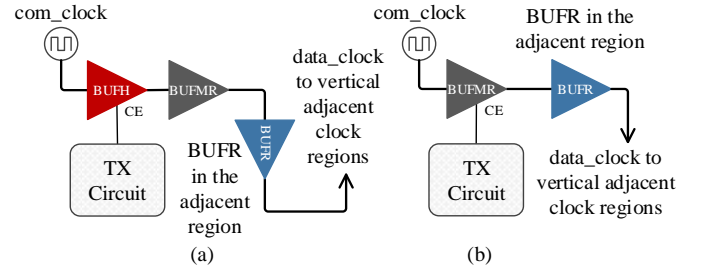 com_clock
BUFH
CE
BUFMR
BUFR
TX
Circuit
BUFR
in the
adjacent
region
data_clock
to vertical
adjacent
clock
regions
(a)
com_clock
BUFMR
CE
BUFR in the
adjacent region
BUFR
TX
Circuit
data_clock to
vertical adjacent
clock regions
(b)